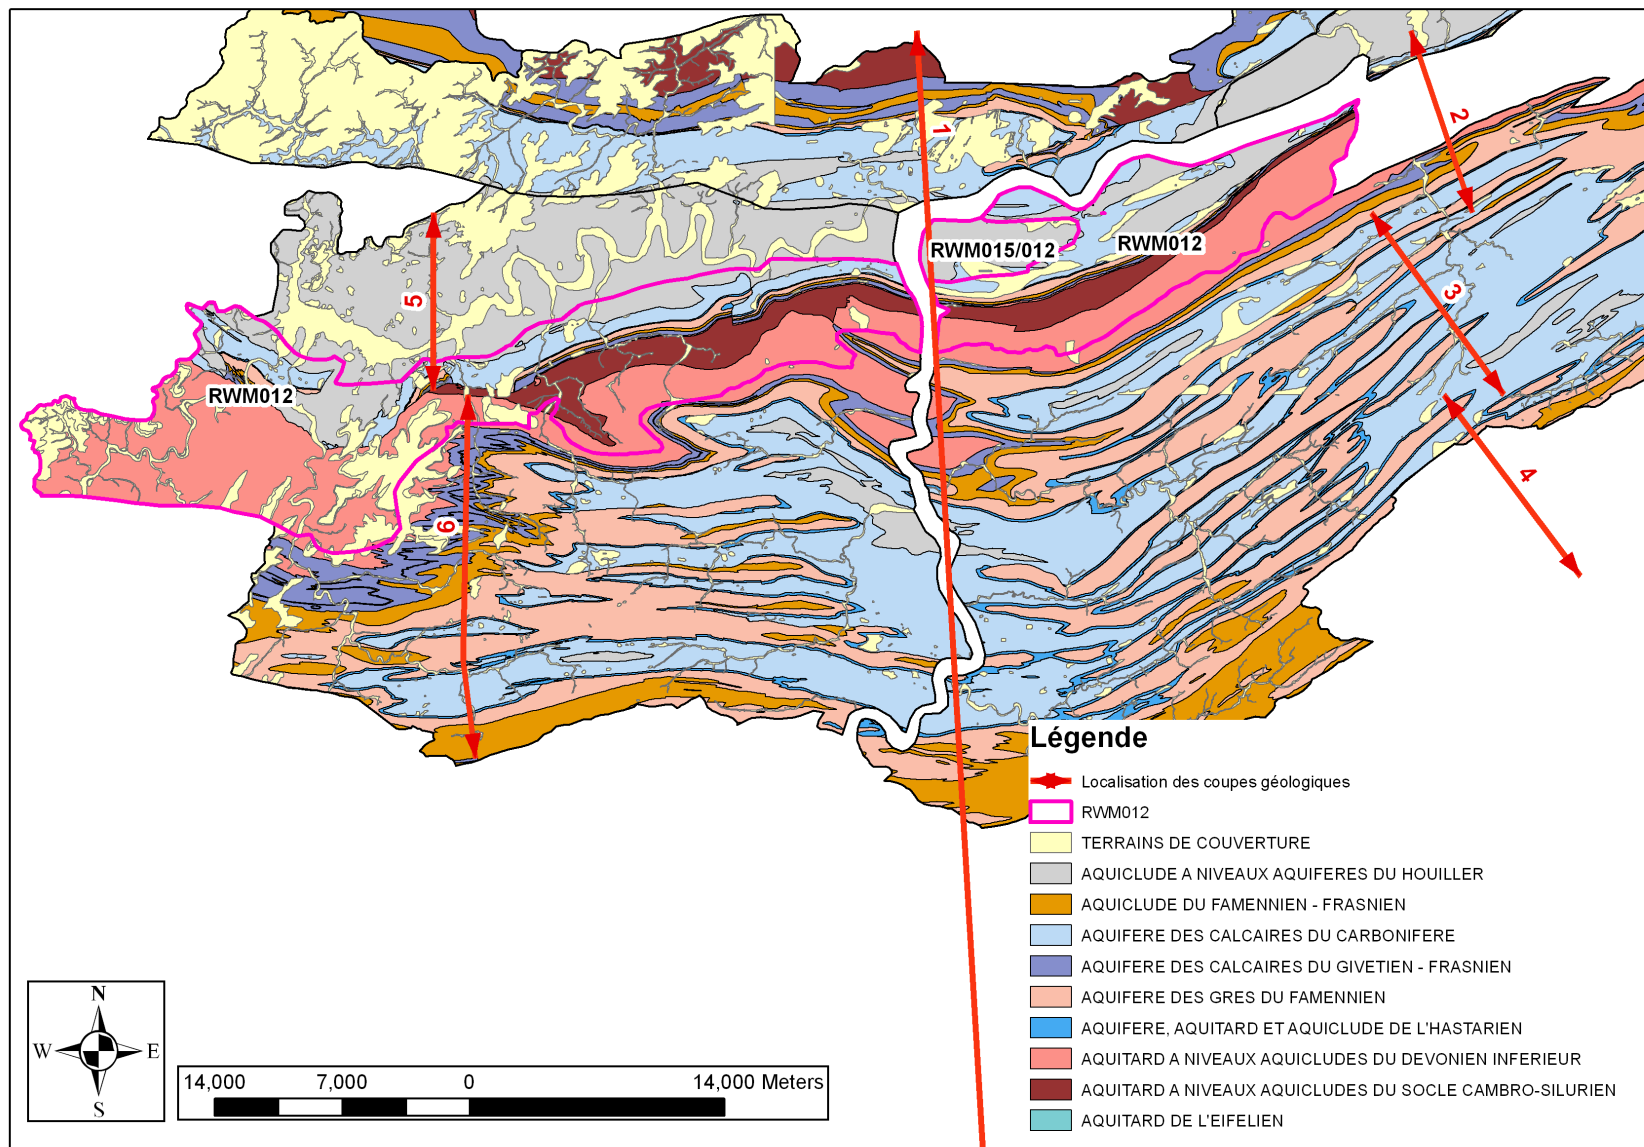 1
2
RWM015/012
RWM012
5
3
RWM012
4
6
Légende
Localisation des coupes géologiques
RWM012
TERRAINS DE COUVERTURE
AQUICLUDE A NIVEAUX AQUIFERES DU HOUILLER
AQUICLUDE DU FAMENNIEN - FRASNIEN
AQUIFERE DES CALCAIRES DU CARBONIFERE
AQUIFERE DES CALCAIRES DU GIVETIEN - FRASNIEN
AQUIFERE DES GRES DU FAMENNIEN
AQUIFERE, AQUITARD ET AQUICLUDE DE L'HASTARIEN
AQUITARD A NIVEAUX AQUICLUDES DU DEVONIEN INFERIEUR
AQUITARD A NIVEAUX AQUICLUDES DU SOCLE CAMBRO-SILURIEN
AQUITARD DE L'EIFELIEN
N
W E
S
14,000 7,000 0 14,000 Meters